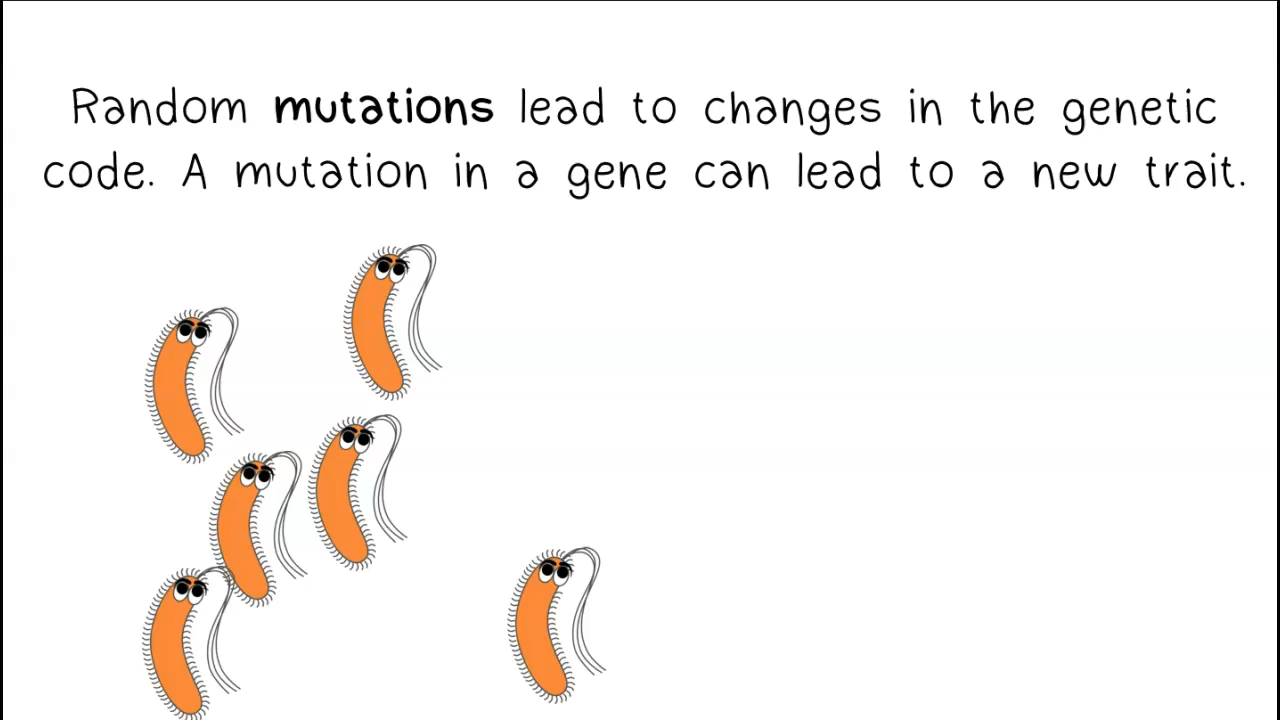 Random mutations lead to changes in the genetic
code. A mutation in a gene can lead to a new trait.